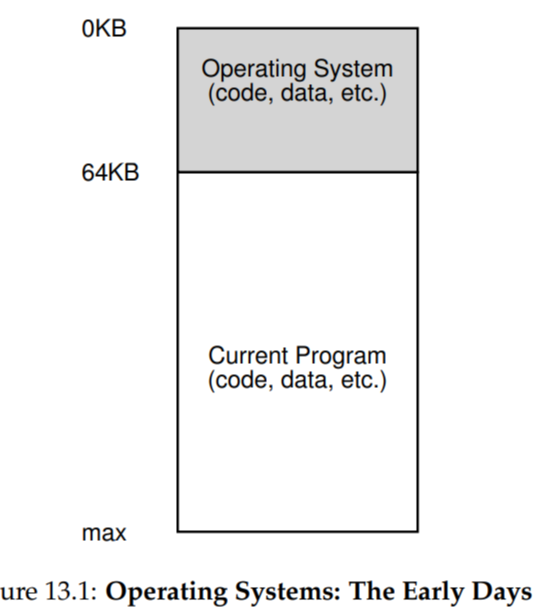 0KB
Operating System
(code, data, etc.)
64KB
Current Program
(code, data, etc.)
max
ure 13.1: Operating Systems: The Early Days